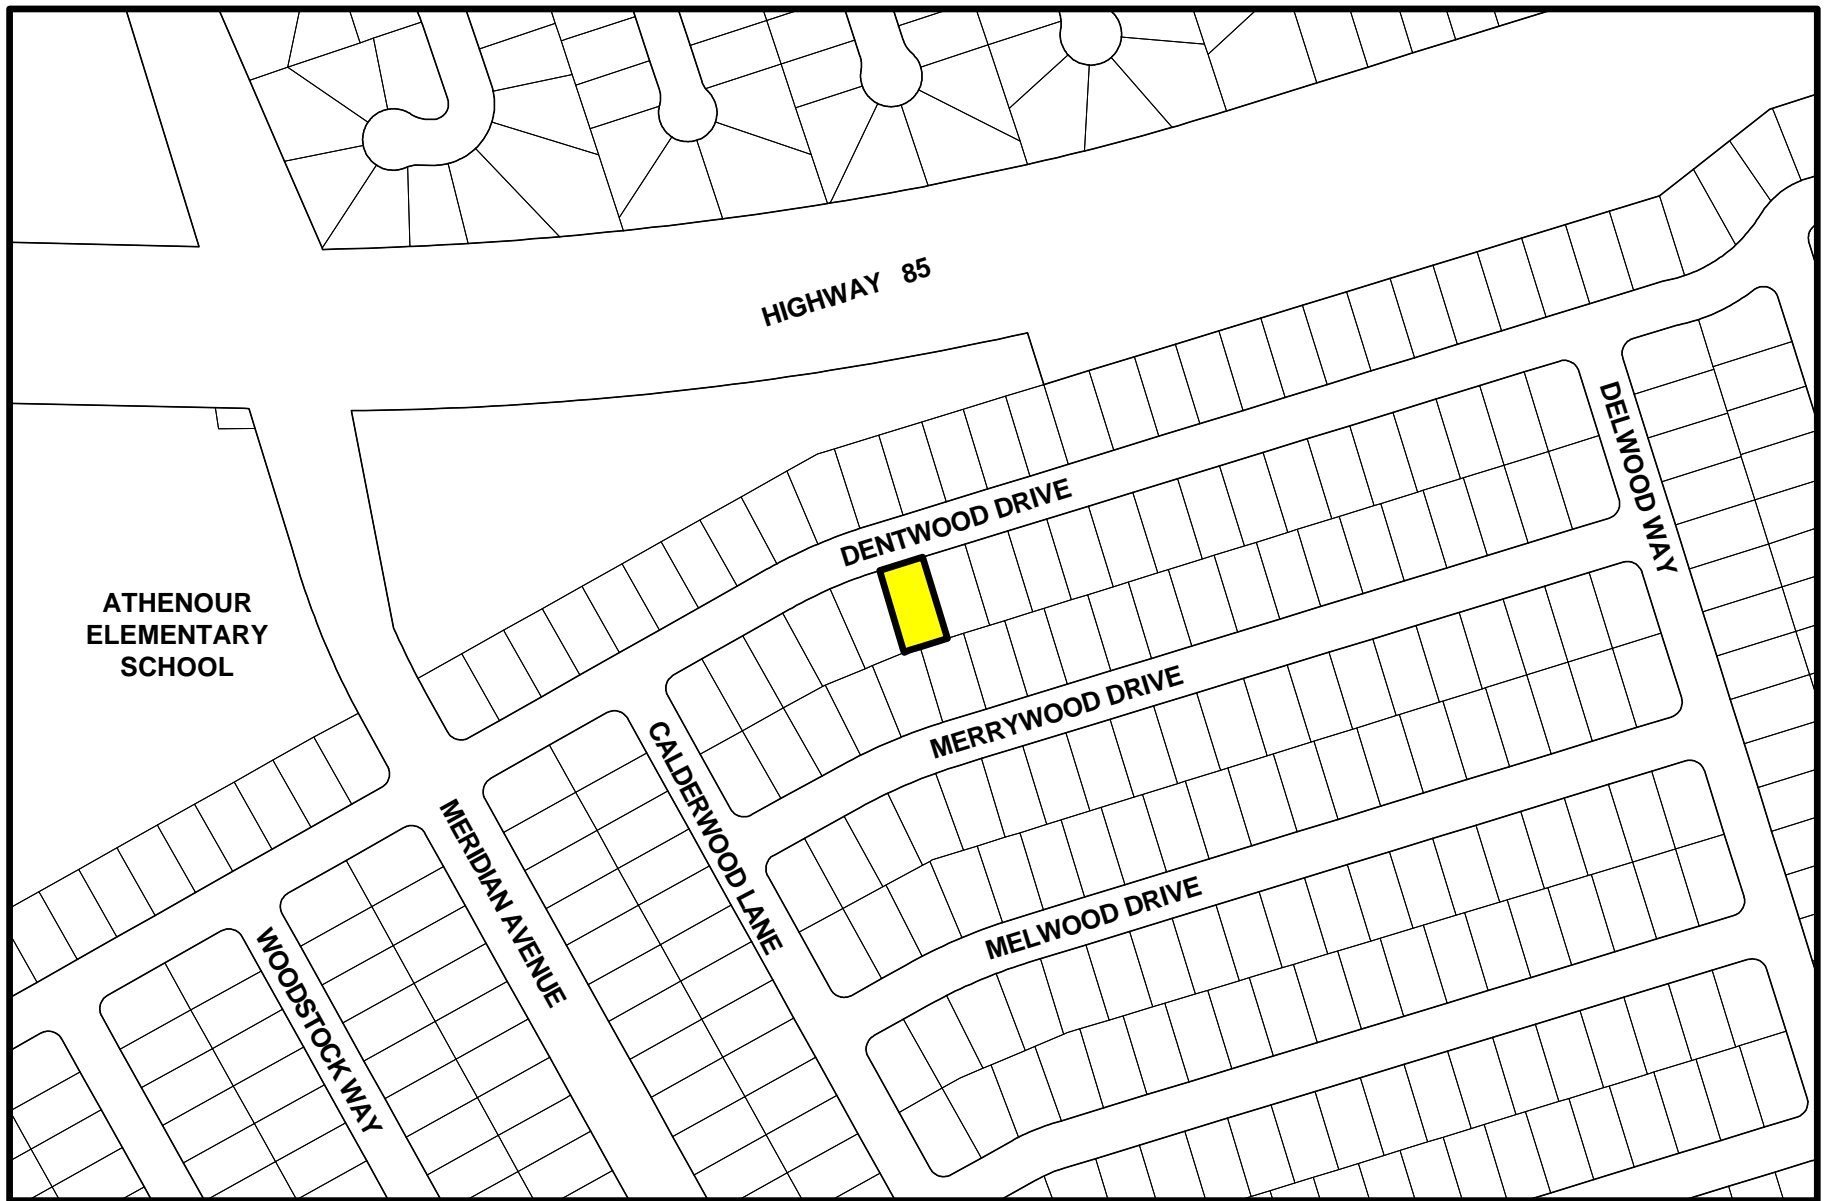 HIGHWAY 85
DELWOOD WAY
DENTWOOD DRIVE
ATHENOUR
ELEMENTARY
SCHOOL
MERRYWOOD DRIVE
CALDERWOOD LANE
MERIDIAN AVENUE
MELWOOD DRIVE
WOODSTOCK WAY